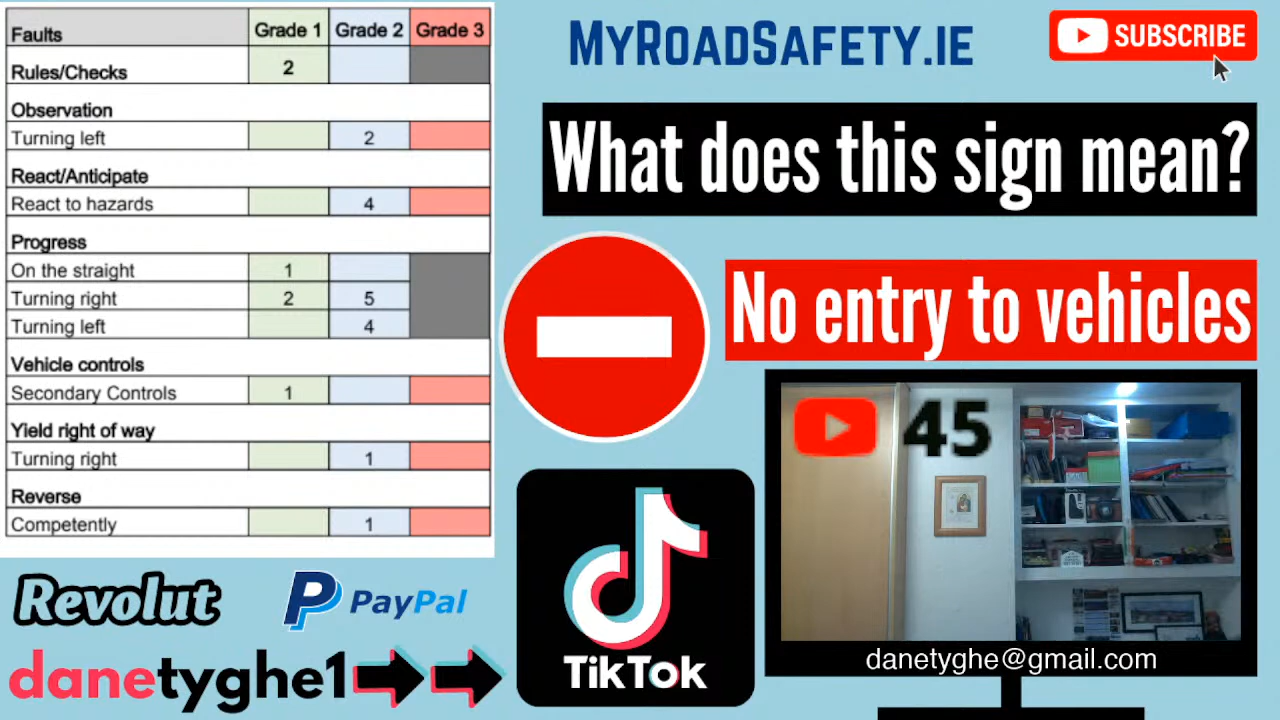 Faults Grade 1 Grade 2 Grade 3
Rules/Checks 2
Observation
Turning left 2
React/Anticipate
React to hazards 4
Progress
On the straight 1
Turning right 2 5
Turning left 4
Vehicle controls
Secondary Controls 1
Yield right of way
Turning right 1
Reverse
Competently 1
Revolut PayPal
danetyghe1
MyRoadSafety.ie
SUBSCRIBE
What does this sign mean?
No entry to vehicles
45
TikTok
danetyghe@gmail.com